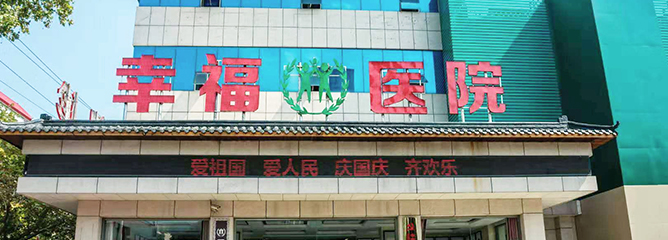 幸福医院
爱祖国 爱人民 庆国庆 齐欢乐